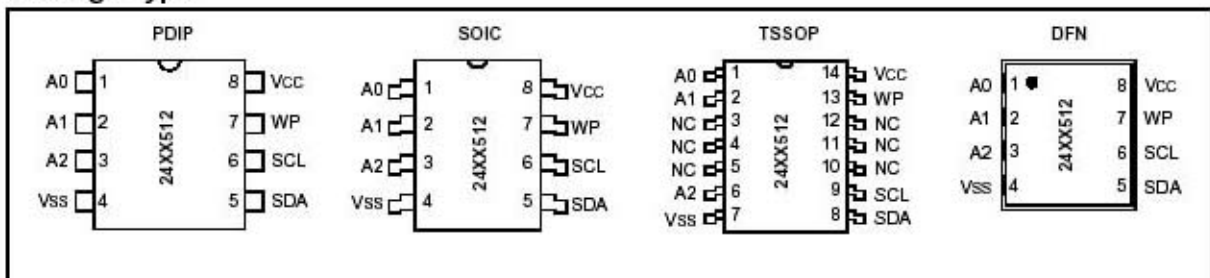 PDIP
A0 1 8 VCC
A1 2 7 WP
A2 3 6 SCL
VSS 4 5 SDA
24XX512
SOIC
A0 1 8 VCC
A1 2 7 WP
A2 3 6 SCL
VSS 4 5 SDA
24XX512
TSSOP
A0 1 14 VCC
A1 2 13 WP
NC 3 12 NC
NC 4 11 NC
NC 5 10 NC
A2 6 9 SCL
VSS 7 8 SDA
24XX512
DFN
A0 1 8 VCC
A1 2 7 WP
A2 3 6 SCL
VSS 4 5 SDA
24XX512